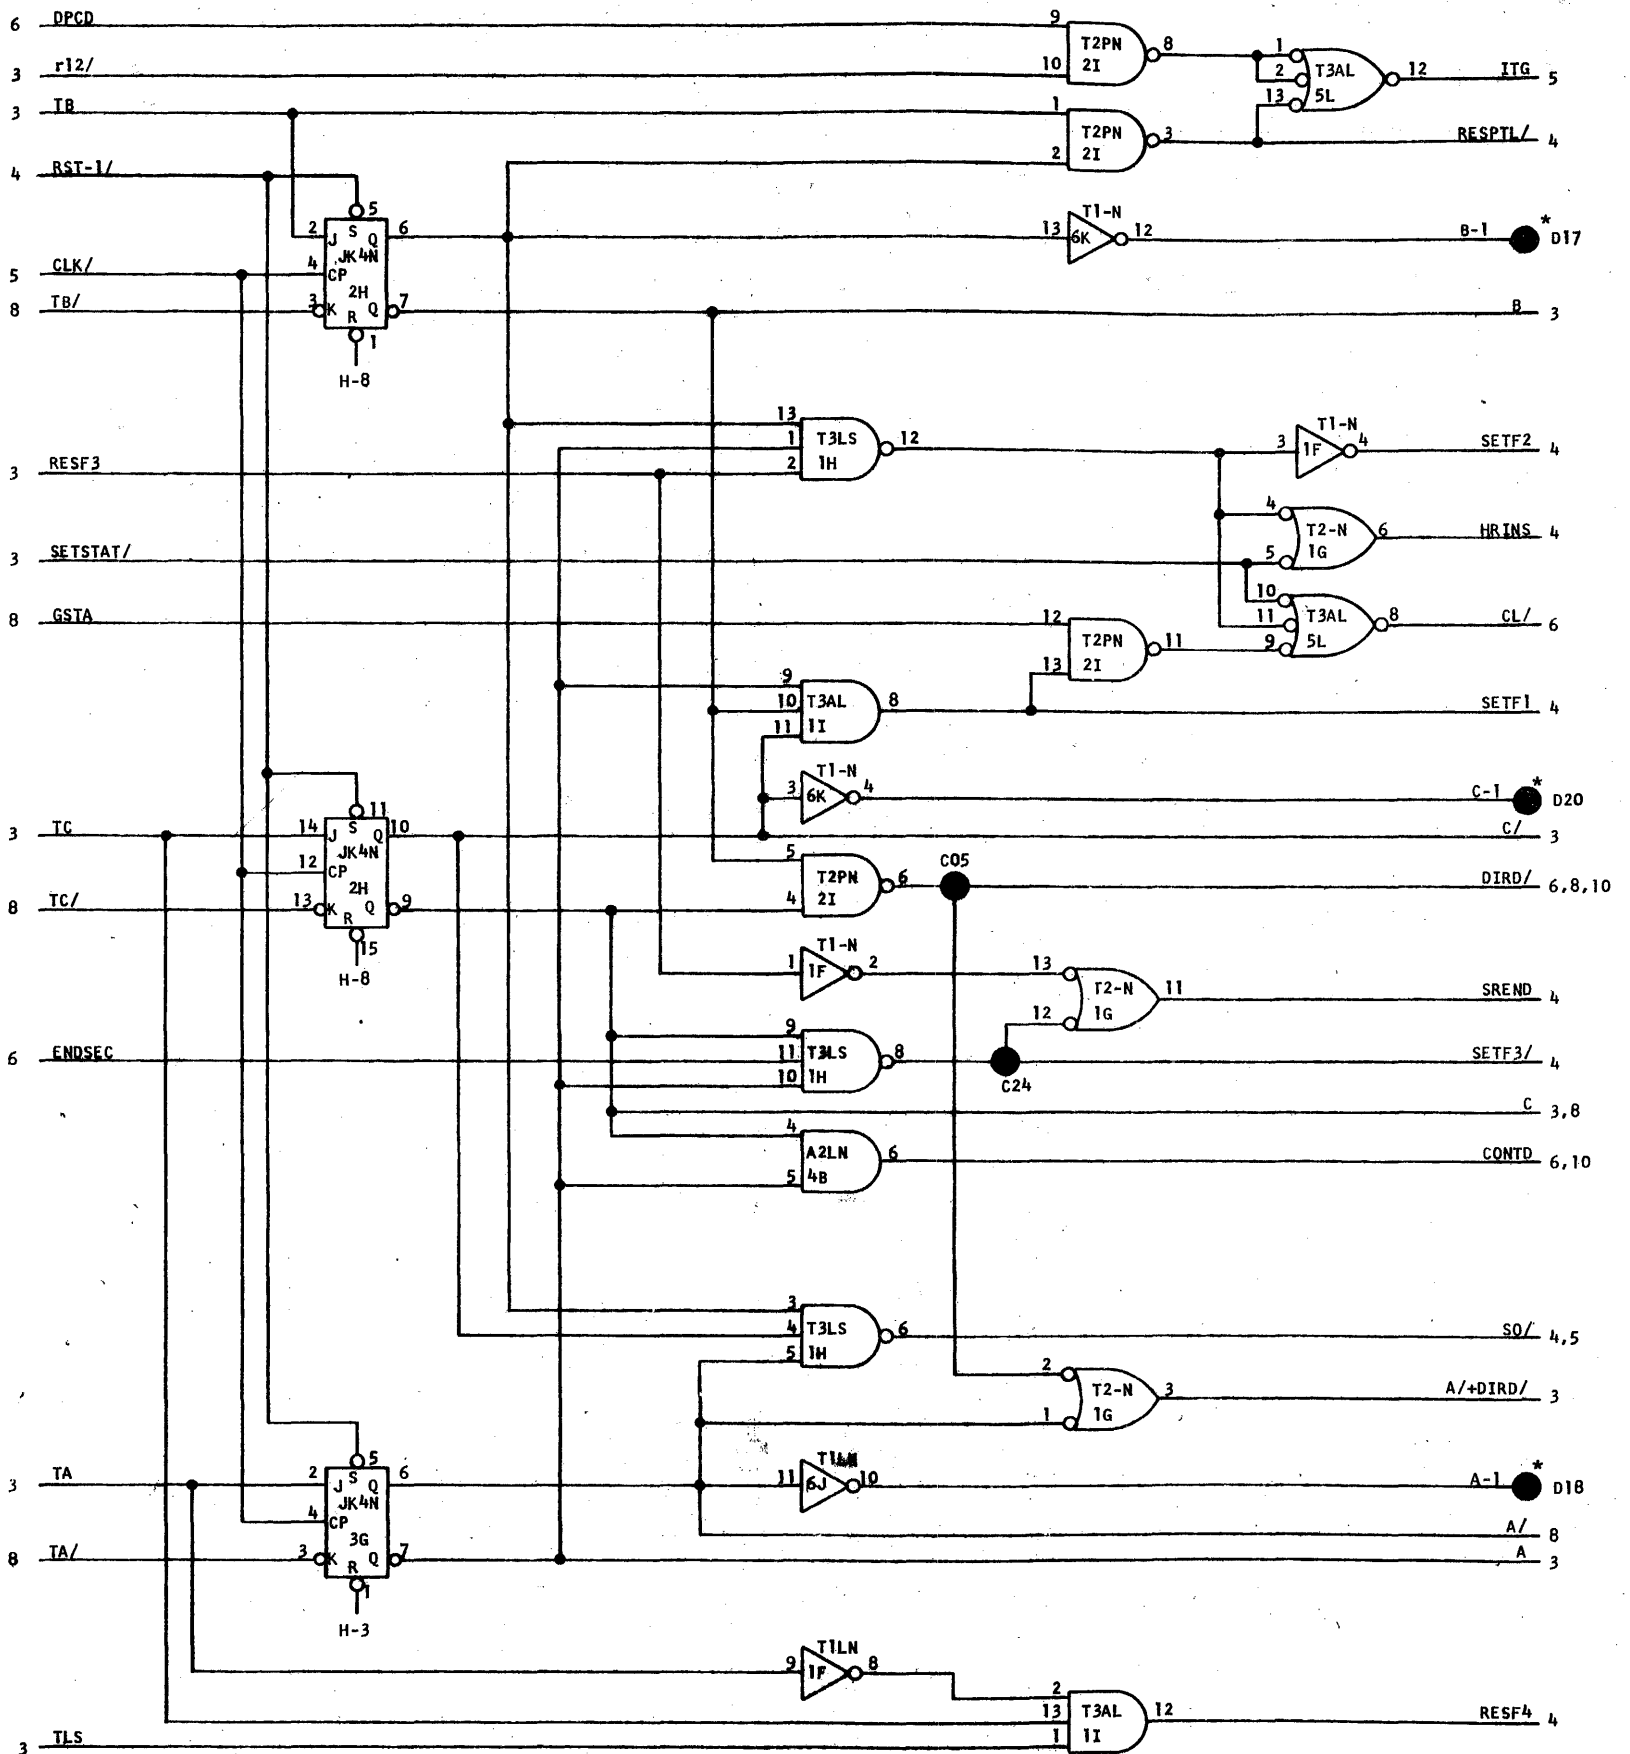 6 DPCD 9 T2PN 2I 8 1 T3AL 5L 12 ITG 5
3 r12/ 10 2
3 TB 1 T2PN 2I 3 13 RESPTL/ 4
4 RST-1/ 2
5
2 J S Q 6 13 T1-N 6K 12 B-1 * D17
5 CLK/ 4 CP JK4N
8 TB/ 3 K 2H Q 7 B 3
R 1
H-8
13
1 T3LS 12 3 T1-N 1F 4 SETF2 4
3 RESF3 2 1H
4 T2-N 6 HRINS 4
3 SETSTAT/ 5 1G
10
8 GSTA 12 T2PN 11 11 T3AL 8 CL/ 6
13 2I 9 5L
9
10 T3AL 8 SETF1 4
11 1I
T1-N
11 3 6K 4 C-1 * D20
3 TC 14 J S Q 10 C/ 3
12 CP JK4N 5 C05
2H T2PN 6 DIRD/ 6,8,10
8 TC/ 13 K Q 9 4 2I
R 15
H-8
T1-N
1 1F 2 13 T2-N 11 SREND 4
12 1G
9
6 ENDSEC 11 T3LS 8 SETF3/ 4
10 1H C24
C 3,8
4 A2LN 6 CONTD 6,10
5 4B
3
4 T3LS 6 SO/ 4,5
5 1H
2 T2-N 3 A/+DIRD/ 3
1 1G
5
3 TA 2 J S Q 6 11 6J 10 A-1 * D18
4 CP JK4N A/ 8
8 TA/ 3 K 3G Q 7 A 3
R 1
H-3
T1LN
9 1F 8 2
13 T3AL 12 RESF4 4
3 TLS 1 1I